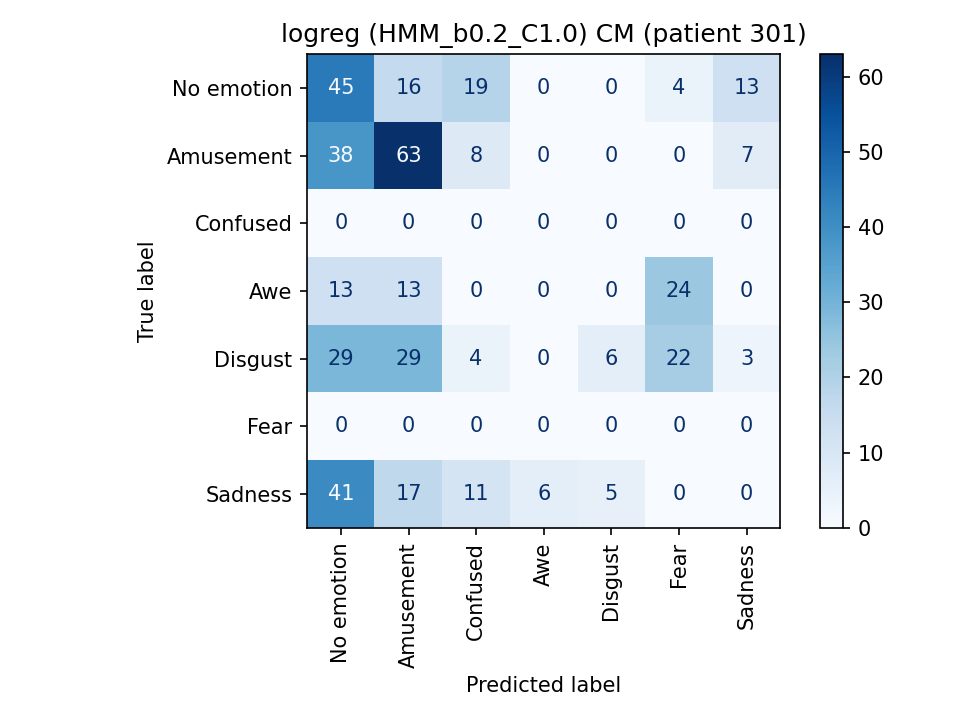 logreg (HMM_b0.2_C1.0) CM (patient 301)
No emotion 45 16 19 0 0 4 13
Amusement 38 63 8 0 0 0 7
Confused 0 0 0 0 0 0 0
Awe 13 13 0 0 0 24 0
Disgust 29 29 4 0 6 22 3
Fear 0 0 0 0 0 0 0
Sadness 41 17 11 6 5 0 0
True label
No emotion
Amusement
Confused
Awe
Disgust
Fear
Sadness
Predicted label
60
50
40
30
20
10
0